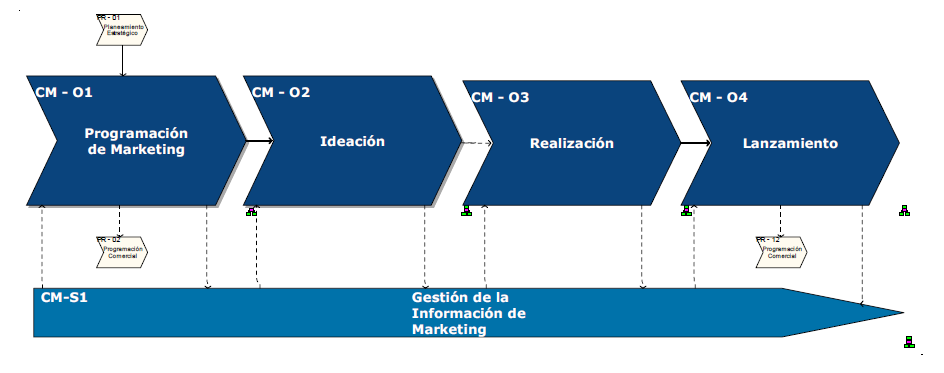 PR - 01
Planeamiento
Estratégico
CM - O1
Programación
de Marketing
CM - O2
Ideación
CM - O3
Realización
CM - O4
Lanzamiento
PR - 02
Programación
Comercial
PR - 12
Programación
Comercial
CM-S1
Gestión de la
Información de
Marketing